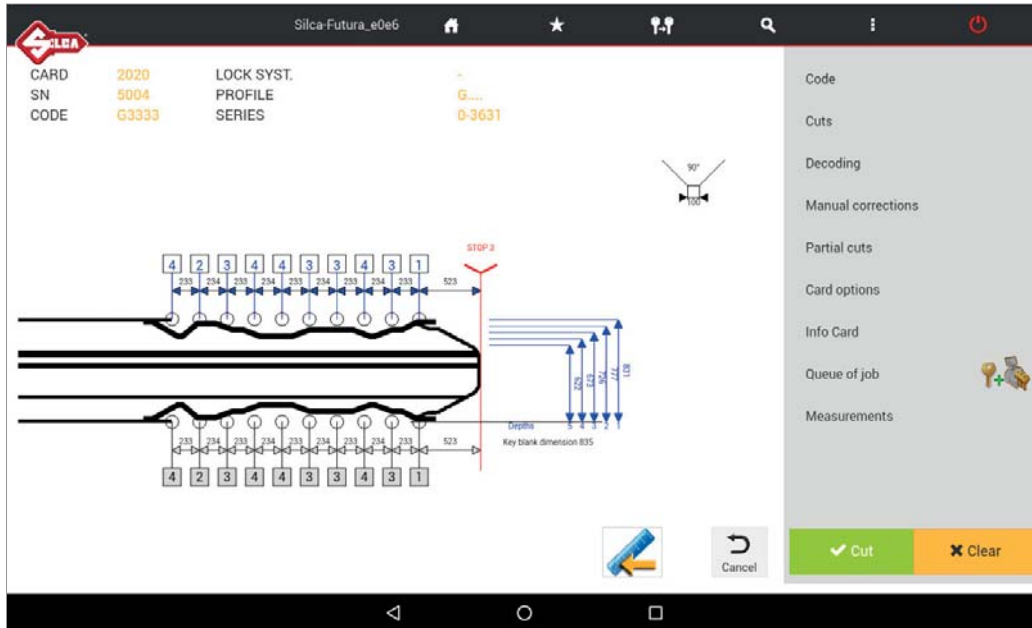 Silca-Futura_e0e6
SILCA
CARD 2020 LOCK SYST. -
SN 5004 PROFILE G....
CODE G3333 SERIES 0-3631
Code
Cuts
Decoding
Manual corrections
Partial cuts
Card options
Info Card
Queue of job
Measurements
90°
100
STOP 3
4 2 3 4 4 3 3 4 3 1
233 234 233 234 233 234 233 234 233 523
622 673 726 777 831
Depths 5 4 3 2 1
Key blank dimension 835
233 234 233 234 233 234 233 234 233 523
4 2 3 4 4 3 3 4 3 1
Cancel
Cut
Clear